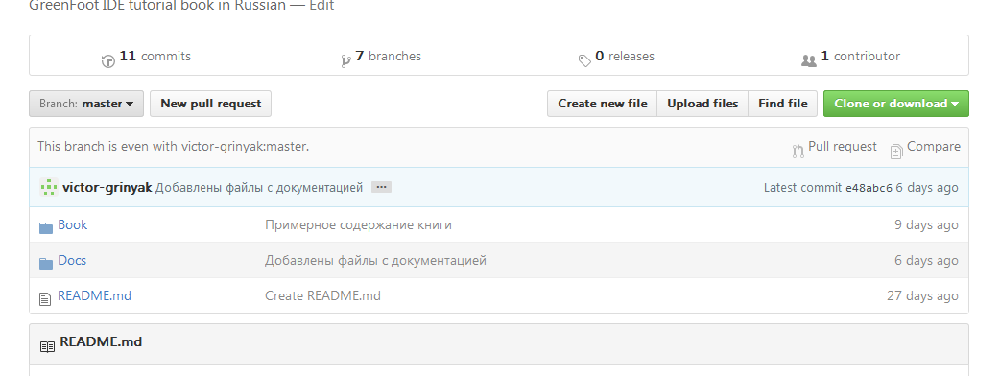 GreenFoot IDE tutorial book in Russian — Edit
11 commits 7 branches 0 releases 1 contributor
Branch: master New pull request Create new file Upload files Find file Clone or download
This branch is even with victor-grinyak:master. Pull request Compare
victor-grinyak Добавлены файлы с документацией ... Latest commit e48abc6 6 days ago
Book Примерное содержание книги 9 days ago
Docs Добавлены файлы с документацией 6 days ago
README.md Create README.md 27 days ago
README.md